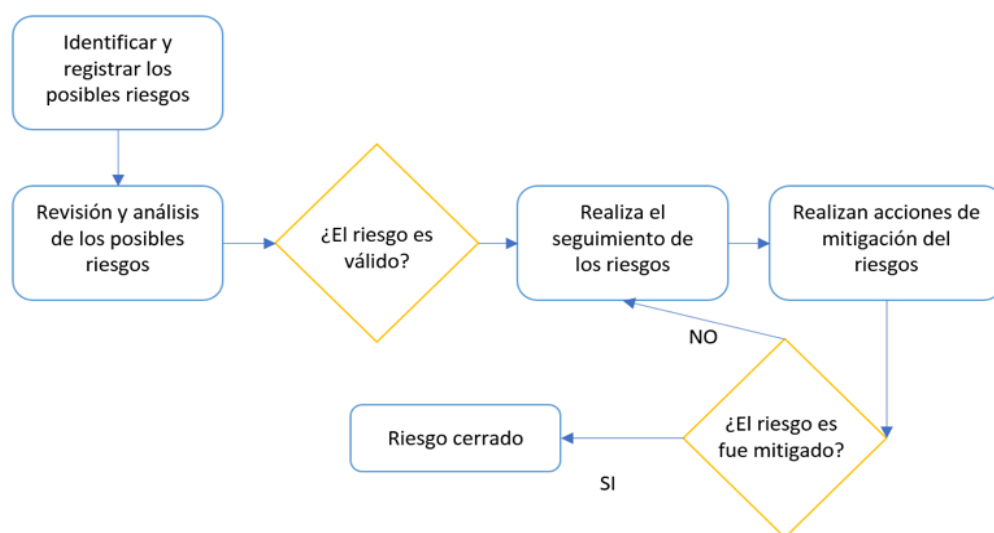 Identificar y
registrar los
posibles riesgos
Revisión y análisis
de los posibles
riesgos
¿El riesgo es
válido?
Realiza el
seguimiento de
los riesgos
Realizan acciones de
mitigación del
riesgos
NO
¿El riesgo es
fue mitigado?
Riesgo cerrado
SI